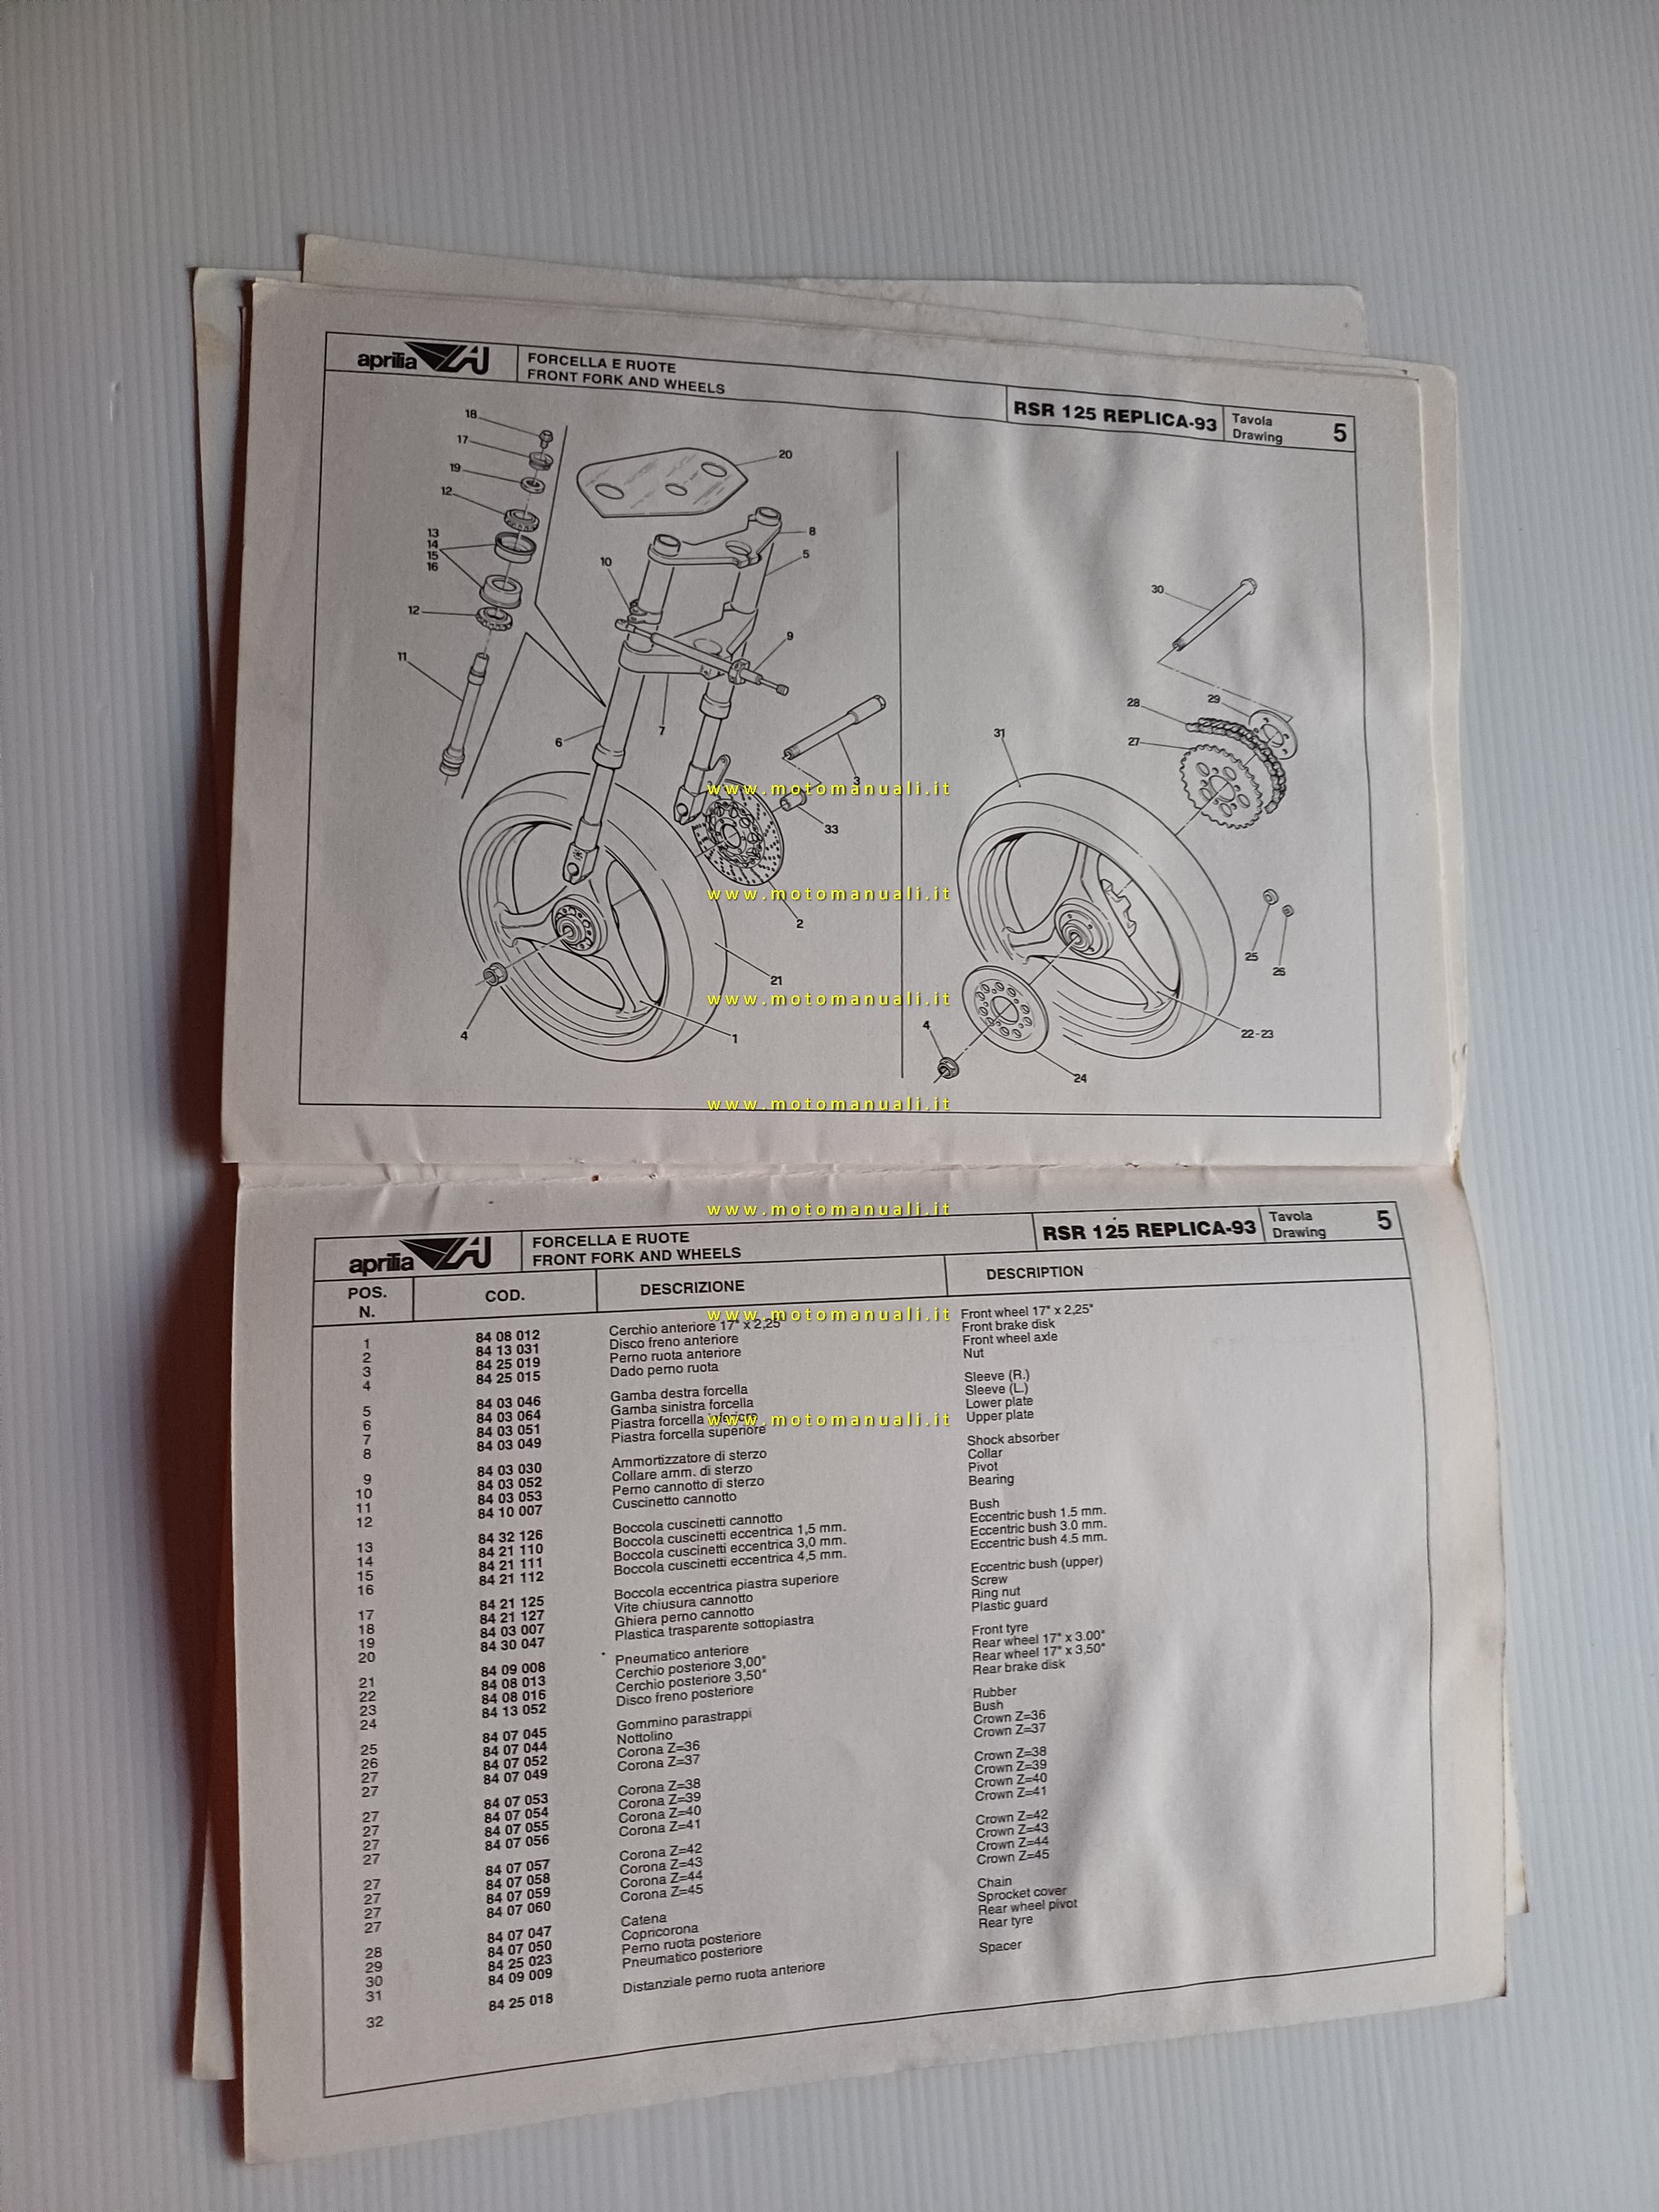 aprilia
FORCELLA E RUOTE
FRONT FORK AND WHEELS
RSR 125 REPLICA-93
Tavola
Drawing
5
18
17
19
12
13
14
15
16
12
11
20
8
5
10
9
6
7
3
33
2
21
4
1
30
29
28
27
31
25
26
22-23
4
24
www.motomanuali.it
www.motomanuali.it
www.motomanuali.it
www.motomanuali.it
www.motomanuali.it
www.motomanuali.it
www.motomanuali.it
aprilia
FORCELLA E RUOTE
FRONT FORK AND WHEELS
RSR 125 REPLICA-93
Tavola
Drawing
5
POS. N. COD. DESCRIZIONE DESCRIPTION
1 84 08 012 Cerchio anteriore 17" x 2,25" Front wheel 17" x 2,25"
2 84 13 031 Disco freno anteriore Front brake disk
3 84 25 019 Perno ruota anteriore Front wheel axle
4 84 25 015 Dado perno ruota Nut
5 84 03 046 Gamba destra forcella Sleeve (R.)
6 84 03 064 Gamba sinistra forcella Sleeve (L.)
7 84 03 051 Piastra forcella inferiore Lower plate
8 84 03 049 Piastra forcella superiore Upper plate
9 84 03 030 Ammortizzatore di sterzo Shock absorber
10 84 03 052 Collare amm. di sterzo Collar
11 84 03 053 Perno cannotto di sterzo Pivot
12 84 10 007 Cuscinetto cannotto Bearing
13 84 32 126 Boccola cuscinetti cannotto Bush
14 84 21 110 Boccola cuscinetti eccentrica 1,5 mm. Eccentric bush 1.5 mm.
15 84 21 111 Boccola cuscinetti eccentrica 3,0 mm. Eccentric bush 3.0 mm.
16 84 21 112 Boccola cuscinetti eccentrica 4,5 mm. Eccentric bush 4.5 mm.
17 84 21 125 Boccola eccentrica piastra superiore Eccentric bush (upper)
18 84 21 127 Vite chiusura cannotto Screw
19 84 03 007 Ghiera perno cannotto Ring nut
20 84 30 047 Plastica trasparente sottopiastra Plastic guard
21 84 09 008 Pneumatico anteriore Front tyre
22 84 08 013 Cerchio posteriore 3,00" Rear wheel 17" x 3.00"
23 84 08 016 Cerchio posteriore 3,50" Rear wheel 17" x 3,50"
24 84 13 052 Disco freno posteriore Rear brake disk
25 84 07 045 Gommino parastrappi Rubber
26 84 07 044 Nottolino Bush
27 84 07 052 Corona Z=36 Crown Z=36
27 84 07 049 Corona Z=37 Crown Z=37
27 84 07 053 Corona Z=38 Crown Z=38
27 84 07 054 Corona Z=39 Crown Z=39
27 84 07 055 Corona Z=40 Crown Z=40
27 84 07 056 Corona Z=41 Crown Z=41
27 84 07 057 Corona Z=42 Crown Z=42
27 84 07 058 Corona Z=43 Crown Z=43
27 84 07 059 Corona Z=44 Crown Z=44
27 84 07 060 Corona Z=45 Crown Z=45
28 84 07 047 Catena Chain
29 84 07 050 Copricorona Sprocket cover
30 84 25 023 Perno ruota posteriore Rear wheel pivot
31 84 09 009 Pneumatico posteriore Rear tyre
32 84 25 018 Distanziale perno ruota anteriore Spacer